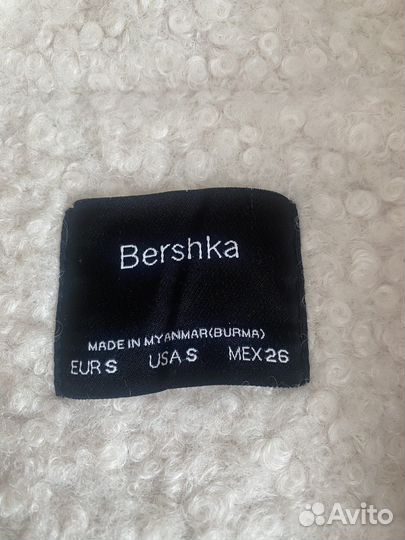 Bershka
MADE IN MYANMAR(BURMA)
EUR S USA S MEX 26
Avito